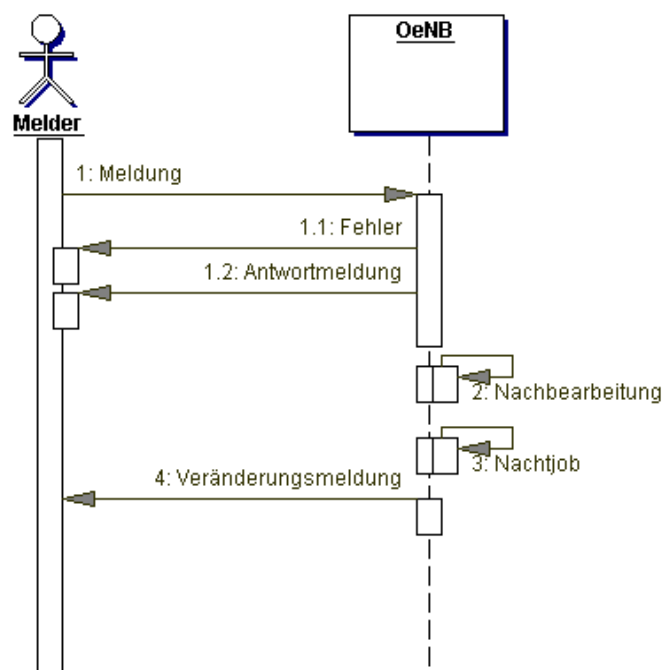 OeNB
Melder
1: Meldung
1.1: Fehler
1.2: Antwortmeldung
2: Nachbearbeitung
3: Nachtjob
4: Veränderungsmeldung